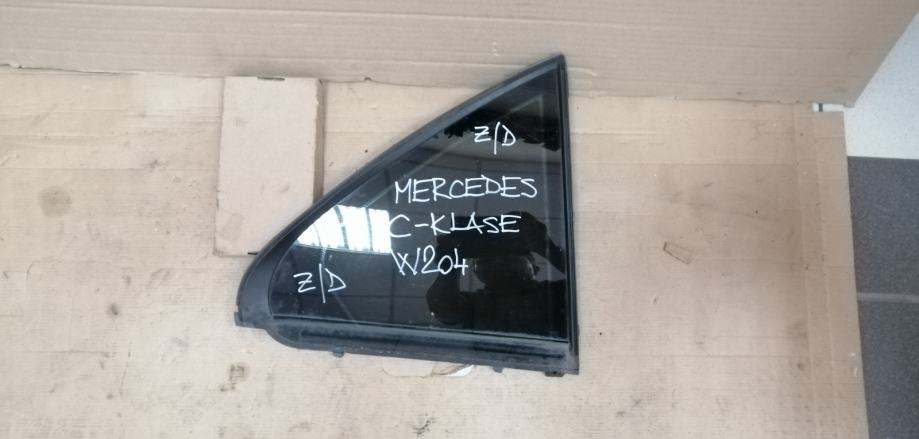 Z/D
MERCEDES
C-KLASE
W204
Z/D